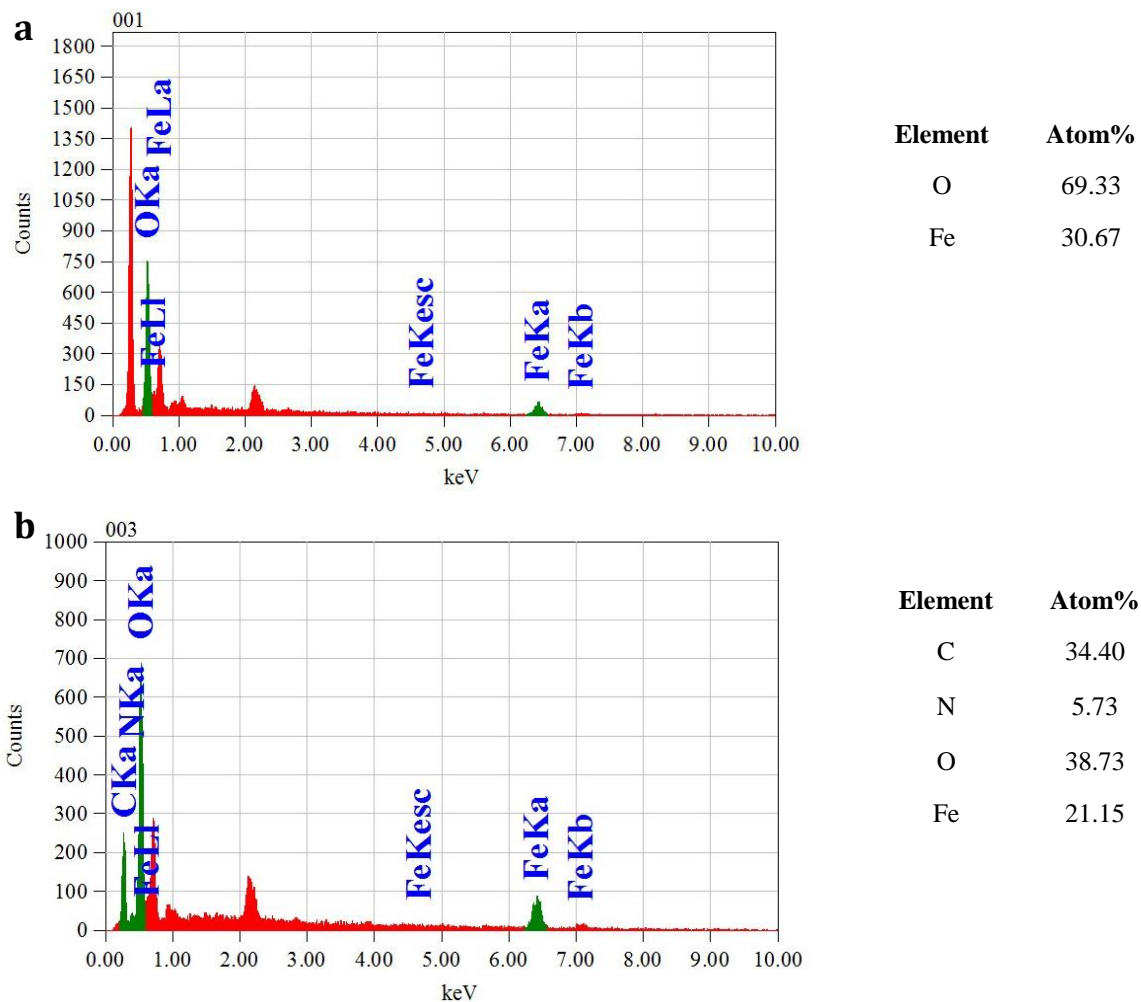 a
001
1800
1650
1500
1350
1200
1050
900
750
600
450
300
150
0
Counts
FeLl
OKa
FeLa
FeKesc
FeKa
FeKb
0.00 1.00 2.00 3.00 4.00 5.00 6.00 7.00 8.00 9.00 10.00
keV
Element Atom%
O 69.33
Fe 30.67
b
003
1000
900
800
700
600
500
400
300
200
100
0
Counts
CKa
NKa
OKa
FeLl
FeKesc
FeKa
FeKb
0.00 1.00 2.00 3.00 4.00 5.00 6.00 7.00 8.00 9.00 10.00
keV
Element Atom%
C 34.40
N 5.73
O 38.73
Fe 21.15